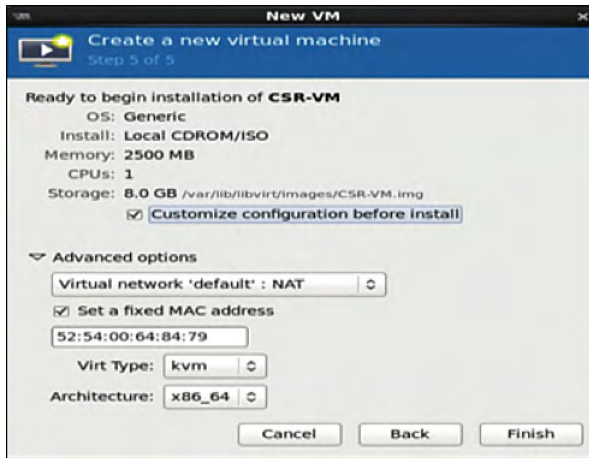 New VM
Create a new virtual machine
Step 5 of 5
Ready to begin installation of CSR-VM
OS: Generic
Install: Local CDROM/ISO
Memory: 2500 MB
CPUs: 1
Storage: 8.0 GB /var/lib/libvirt/images/CSR-VM.img
Customize configuration before install
Advanced options
Virtual network 'default' : NAT
Set a fixed MAC address
52:54:00:64:84:79
Virt Type: kvm
Architecture: x86_64
Cancel Back Finish